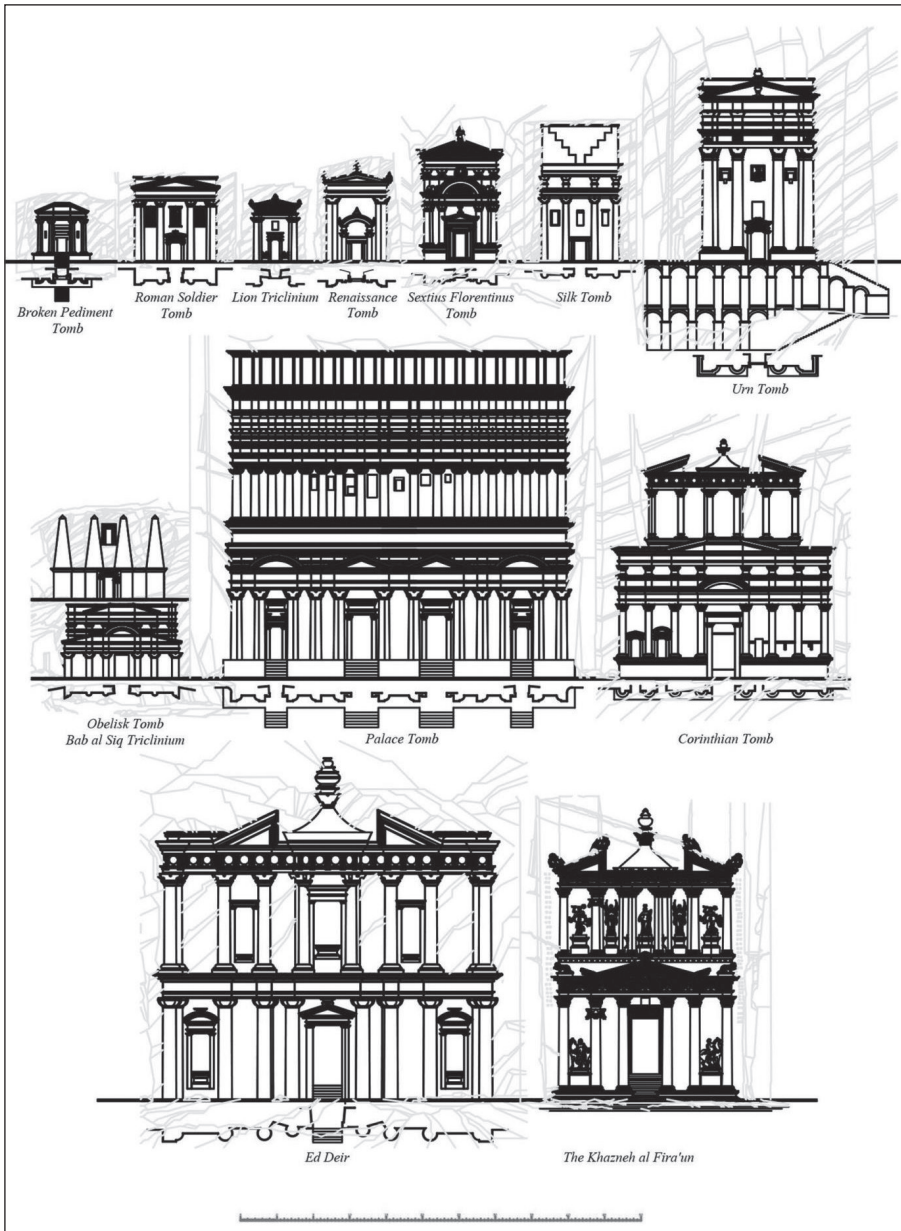 Broken Pediment
Tomb
Roman Soldier
Tomb
Lion Triclinium
Renaissance
Tomb
Sextius Florentinus
Tomb
Silk Tomb
Urn Tomb
Obelisk Tomb
Bab al Siq Triclinium
Palace Tomb
Corinthian Tomb
Ed Deir
The Khazneh al Fira'un